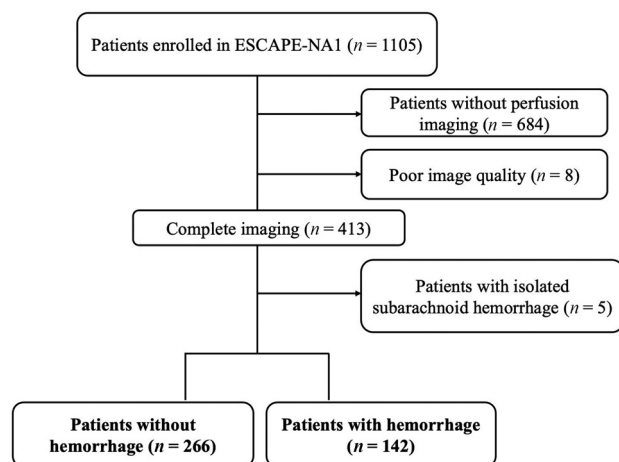 Patients enrolled in ESCAPE-NA1 (n = 1105)
Patients without perfusion
imaging (n = 684)
Poor image quality (n = 8)
Complete imaging (n = 413)
Patients with isolated
subarachnoid hemorrhage (n = 5)
Patients without
hemorrhage (n = 266)
Patients with hemorrhage
(n = 142)